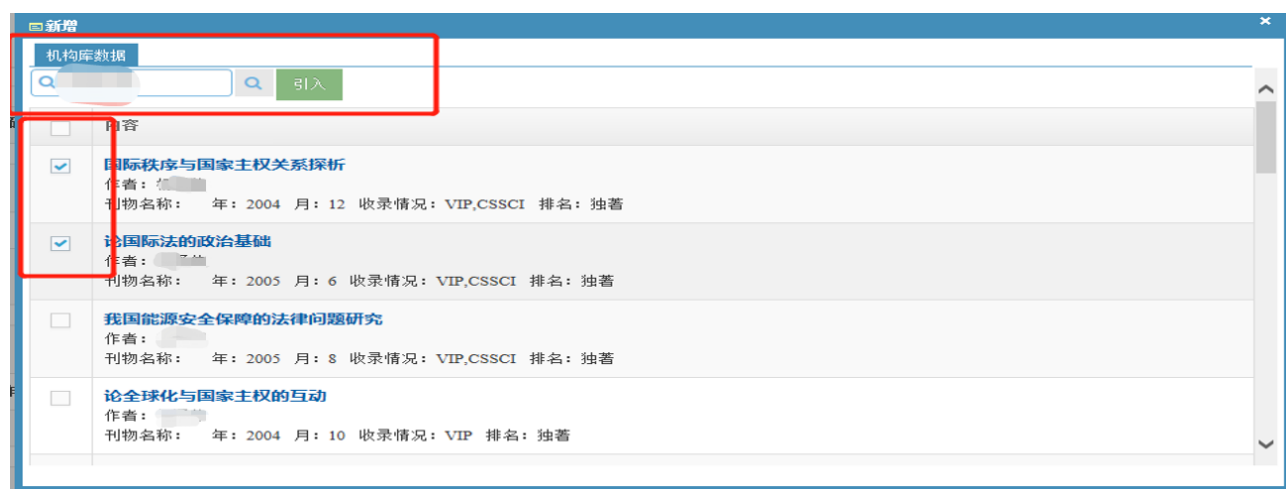 新增
机构库数据
引入
内容
国际秩序与国家主权关系探析
作者：
刊物名称： 年：2004 月：12 收录情况：VIP,CSSCI 排名：独著
论国际法的政治基础
作者：
刊物名称： 年：2005 月：6 收录情况：VIP,CSSCI 排名：独著
我国能源安全保障的法律问题研究
作者：
刊物名称： 年：2005 月：8 收录情况：VIP,CSSCI 排名：独著
论全球化与国家主权的互动
作者：
刊物名称： 年：2004 月：10 收录情况：VIP 排名：独著